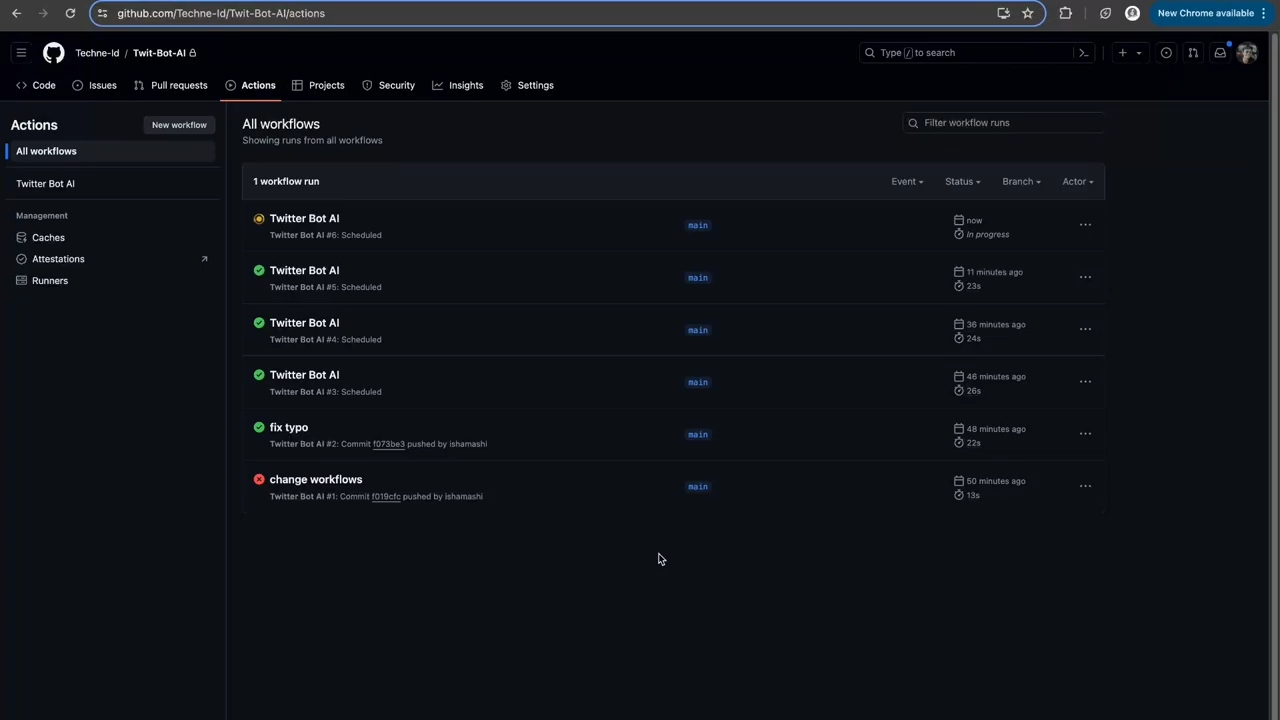 github.com/Techne-Id/Twit-Bot-AI/actions
New Chrome available
Techne-Id / Twit-Bot-AI
Type / to search
Code
Issues
Pull requests
Actions
Projects
Security
Insights
Settings
Actions
New workflow
All workflows
Twitter Bot AI
Management
Caches
Attestations
Runners
All workflows
Showing runs from all workflows
Filter workflow runs
1 workflow run
Event
Status
Branch
Actor
Twitter Bot AI
Twitter Bot AI #6: Scheduled
main
now
In progress
Twitter Bot AI
Twitter Bot AI #5: Scheduled
main
11 minutes ago
23s
Twitter Bot AI
Twitter Bot AI #4: Scheduled
main
36 minutes ago
24s
Twitter Bot AI
Twitter Bot AI #3: Scheduled
main
46 minutes ago
26s
fix typo
Twitter Bot AI #2: Commit f073be3 pushed by ishamashi
main
48 minutes ago
22s
change workflows
Twitter Bot AI #1: Commit f019cfc pushed by ishamashi
main
50 minutes ago
13s